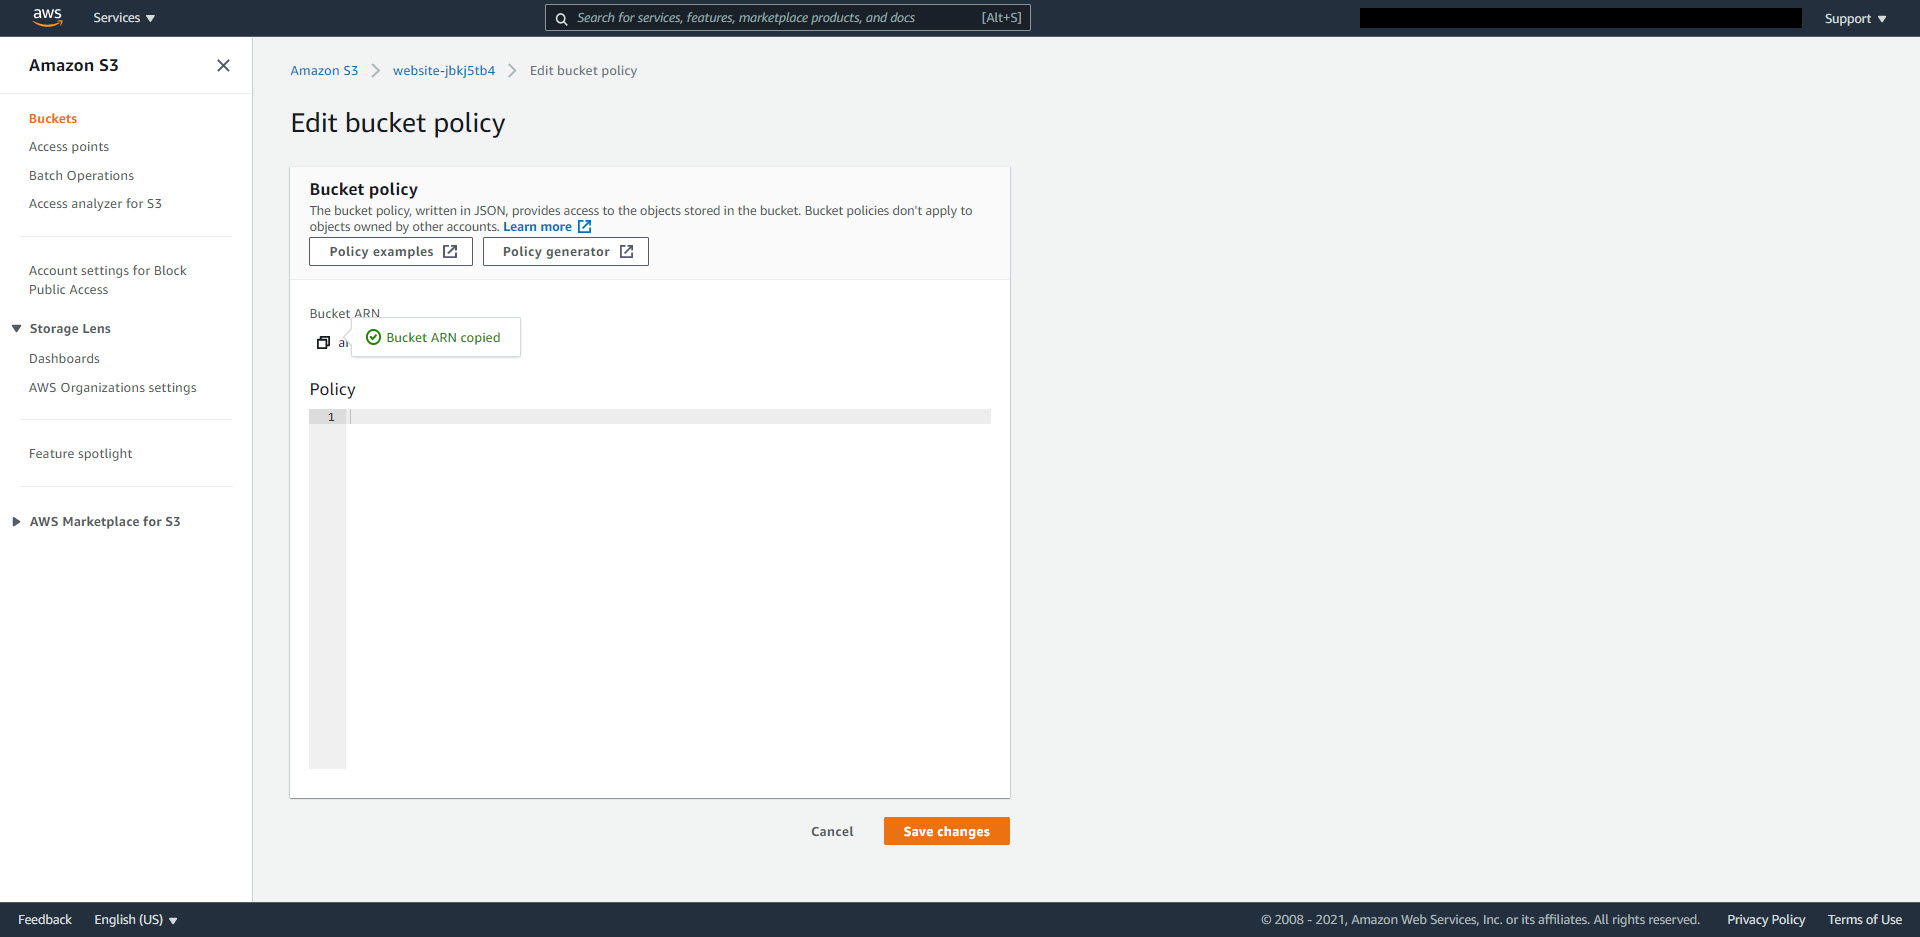 aws
Services
Search for services, features, marketplace products, and docs
[Alt+S]
Support
Amazon S3
Buckets
Access points
Batch Operations
Access analyzer for S3
Account settings for Block
Public Access
Storage Lens
Dashboards
AWS Organizations settings
Feature spotlight
AWS Marketplace for S3
Amazon S3
website-jbkj5tb4
Edit bucket policy
Edit bucket policy
Bucket policy
The bucket policy, written in JSON, provides access to the objects stored in the bucket. Bucket policies don't apply to
objects owned by other accounts. Learn more
Policy examples
Policy generator
Bucket ARN
Bucket ARN copied
Policy
1
Cancel
Save changes
Feedback
English (US)
© 2008 - 2021, Amazon Web Services, Inc. or its affiliates. All rights reserved.
Privacy Policy
Terms of Use